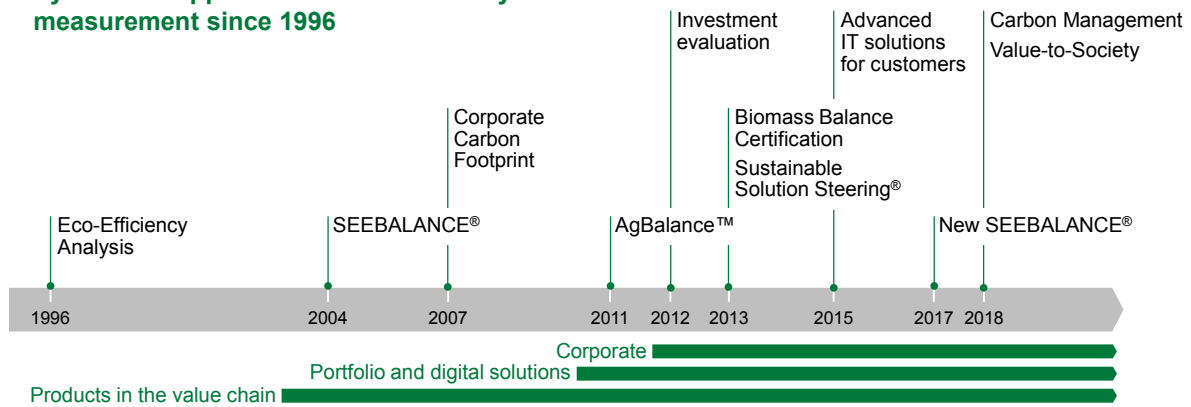 measurement since 1996
Investment
evaluation
Advanced
IT solutions
for customers
Carbon Management
Value-to-Society
Corporate
Carbon
Footprint
Biomass Balance
Certification
Sustainable
Solution Steering®
Eco-Efficiency
Analysis
SEEBALANCE®
AgBalance™
New SEEBALANCE®
1996 2004 2007 2011 2012 2013 2015 2017 2018
Corporate
Portfolio and digital solutions
Products in the value chain